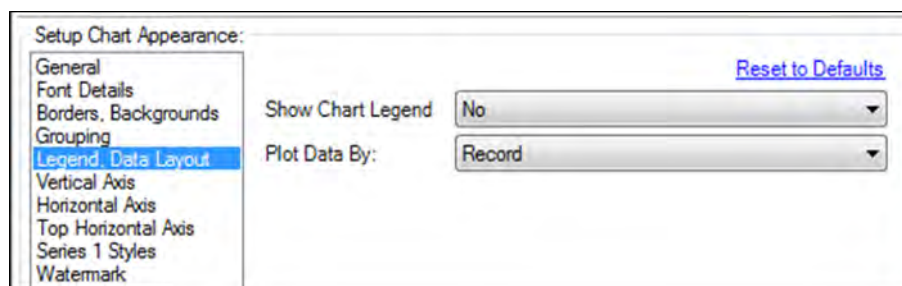 Setup Chart Appearance:
General
Font Details
Borders, Backgrounds
Grouping
Legend, Data Layout
Vertical Axis
Horizontal Axis
Top Horizontal Axis
Series 1 Styles
Watermark
Reset to Defaults
Show Chart Legend No
Plot Data By: Record